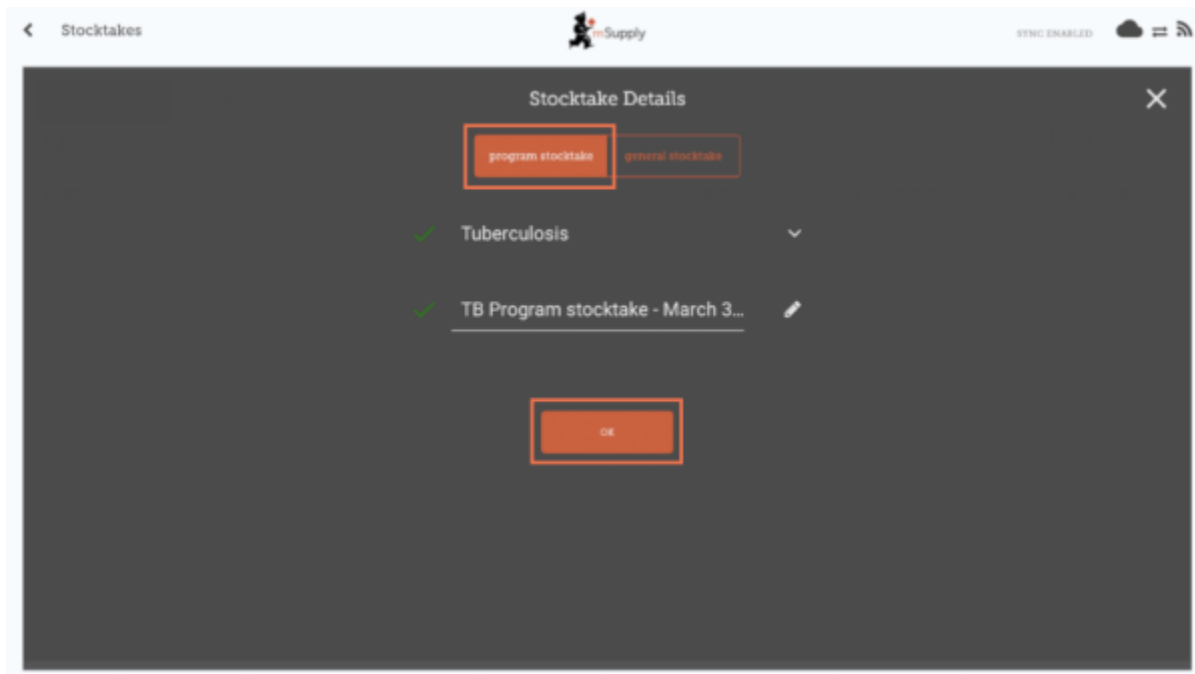 Stocktakes
mSupply
SYNC ENABLED
Stocktake Details
program stocktake
general stocktake
Tuberculosis
TB Program stocktake - March 3...
OK